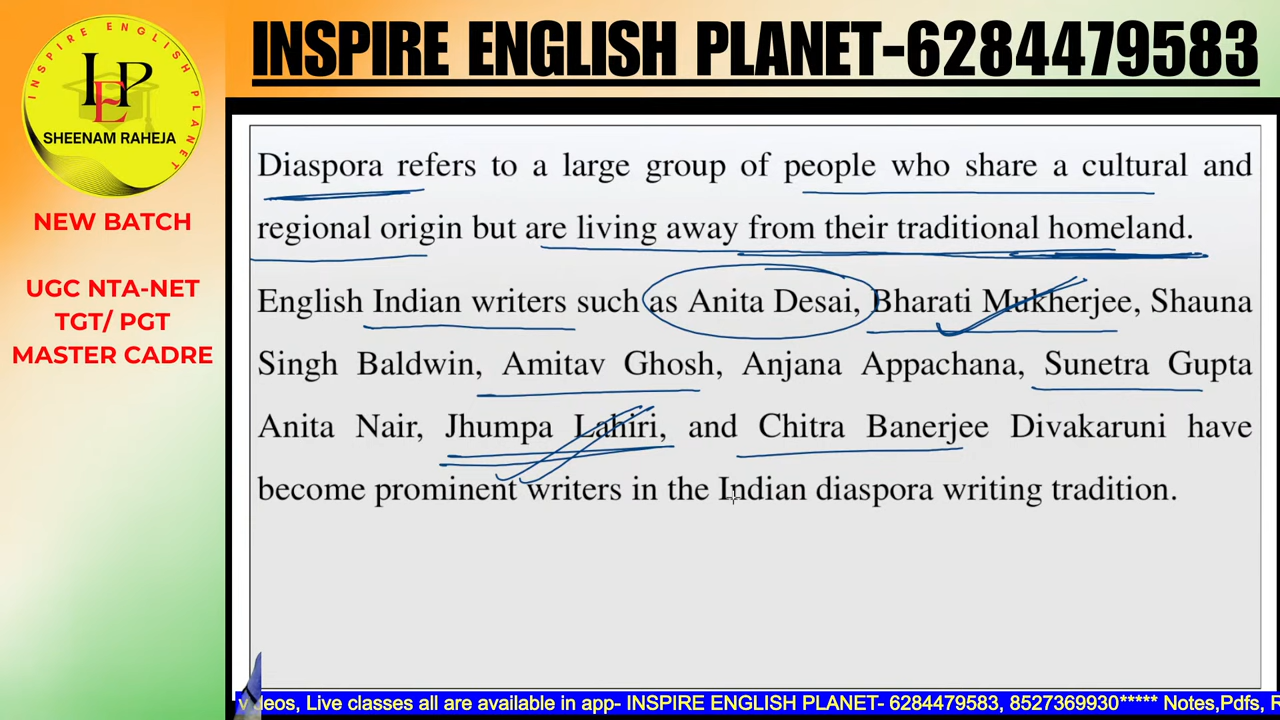 INSPIRE ENGLISH PLANET-6284479583
INSPIRE ENGLISH PLANET
IEP
SHEENAM RAHEJA
NEW BATCH
UGC NTA-NET
TGT/ PGT
MASTER CADRE
Diaspora refers to a large group of people who share a cultural and
regional origin but are living away from their traditional homeland.
English Indian writers such as Anita Desai, Bharati Mukherjee, Shauna
Singh Baldwin, Amitav Ghosh, Anjana Appachana, Sunetra Gupta
Anita Nair, Jhumpa Lahiri, and Chitra Banerjee Divakaruni have
become prominent writers in the Indian diaspora writing tradition.
deos, Live classes all are available in app- INSPIRE ENGLISH PLANET- 6284479583, 8527369930***** Notes,Pdfs,